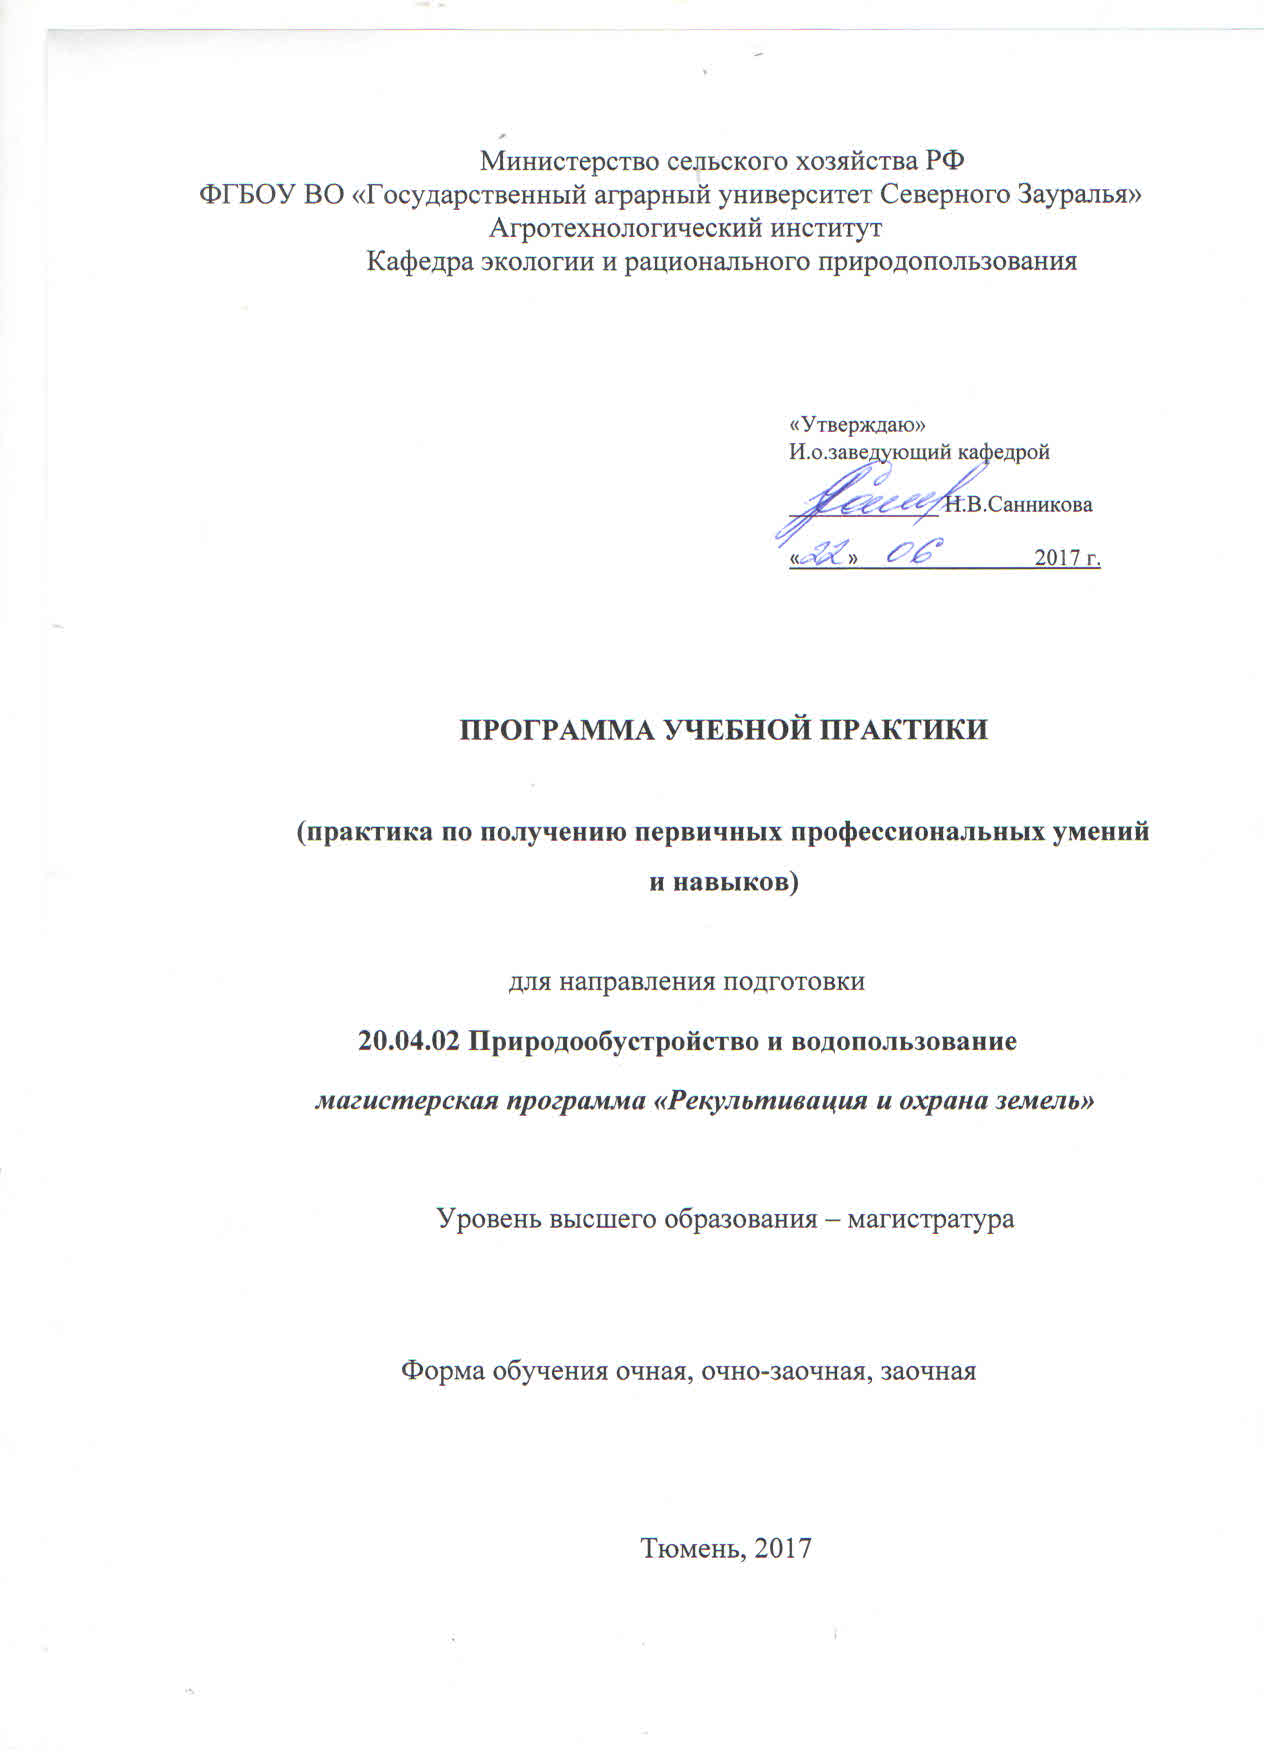 Министерство сельского хозяйства РФ
ФГБОУ ВО «Государственный аграрный университет Северного Зауралья»
Агротехнологический институт
Кафедра экологии и рационального природопользования
«Утверждаю»
И.о.заведующий кафедрой
Н.В.Санникова
«22» 06 2017 г.
ПРОГРАММА УЧЕБНОЙ ПРАКТИКИ
(практика по получению первичных профессиональных умений
и навыков)
для направления подготовки
20.04.02 Природообустройство и водопользование
магистерская программа «Рекультивация и охрана земель»
Уровень высшего образования – магистратура
Форма обучения очная, очно-заочная, заочная
Тюмень, 2017